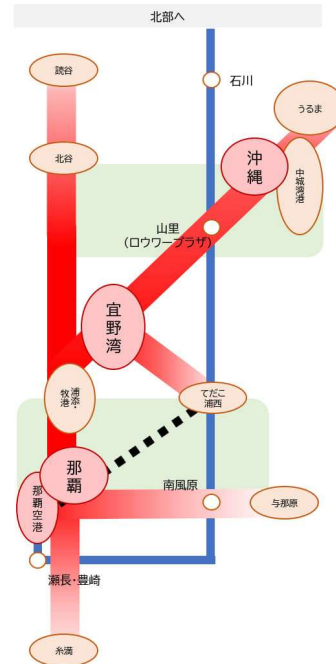 北部へ
読谷
石川
うるま
北谷
沖縄
中城湾港
山里
(ロウワープラザ)
宜野湾
浦添・
牧港
てだこ
浦西
那覇
那覇空港
南風原
与那原
瀬長・豊崎
糸満